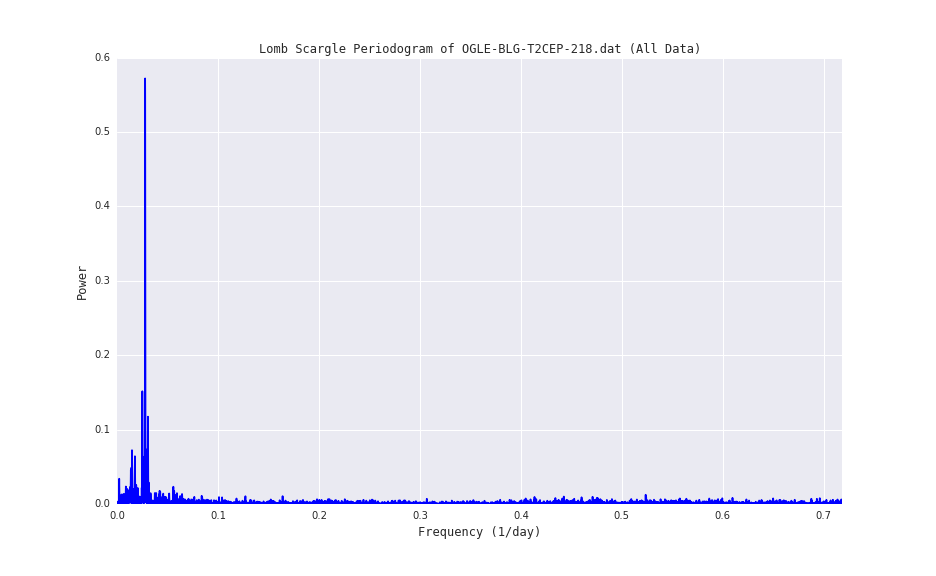 Lomb Scargle Periodogram of OGLE-BLG-T2CEP-218.dat (All Data)
0.6
0.5
0.4
0.3
0.2
0.1
0.0
Power
0.0 0.1 0.2 0.3 0.4 0.5 0.6 0.7
Frequency (1/day)